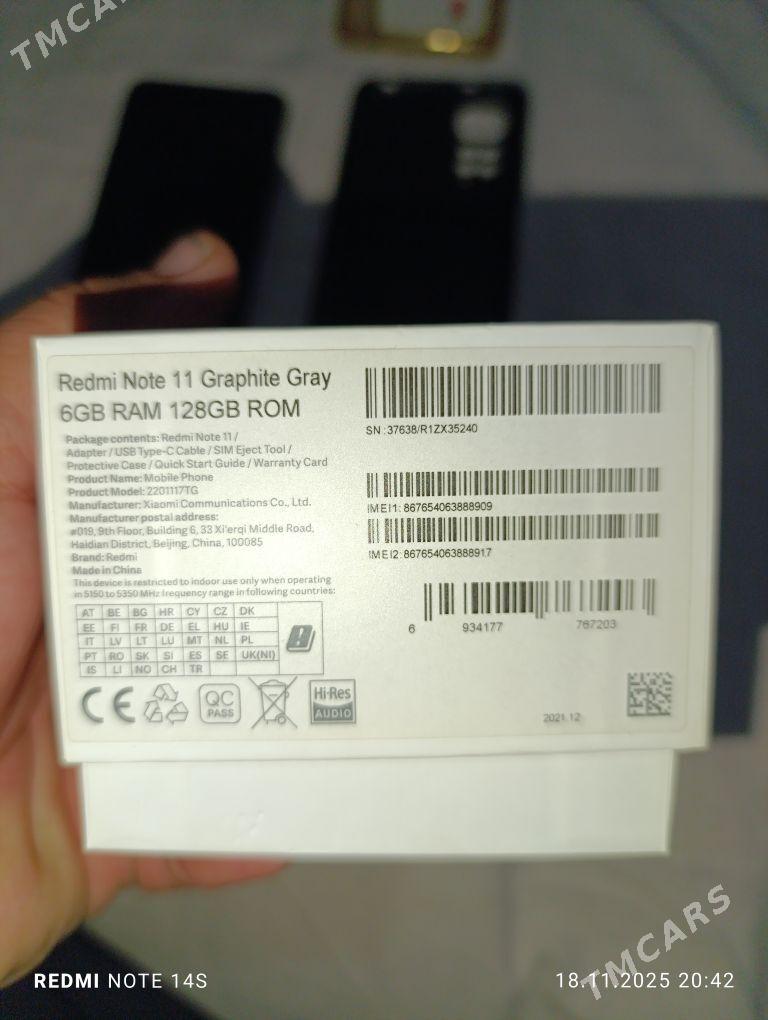 TMCARS
Redmi Note 11 Graphite Gray
6GB RAM 128GB ROM
Package contents: Redmi Note 11 /
Adapter / USB Type-C Cable / SIM Eject Tool /
Protective Case / Quick Start Guide / Warranty Card
Product Name: Mobile Phone
Product Model: 2201117TG
Manufacturer: Xiaomi Communications Co., Ltd.
Manufacturer postal address:
#019, 9th Floor, Building 6, 33 Xi'erqi Middle Road,
Haidian District, Beijing, China, 100085
Brand: Redmi
Made in China
This device is restricted to indoor use only when operating
in 5150 to 5350 MHz frequency range in following countries:
AT BE BG HR CY CZ DK
EE FI FR DE EL HU IE
IT LV LT LU MT NL PL
PT RO SK SI ES SE UK(NI)
IS LI NO CH TR
CE
QC
PASS
Hi-Res
AUDIO
SN :37638/R1ZX35240
IMEI1: 867654063888909
IMEI2: 867654063888917
6 934177 767203
2021.12
REDMI NOTE 14S
18.11.2025 20:42
TMCARS